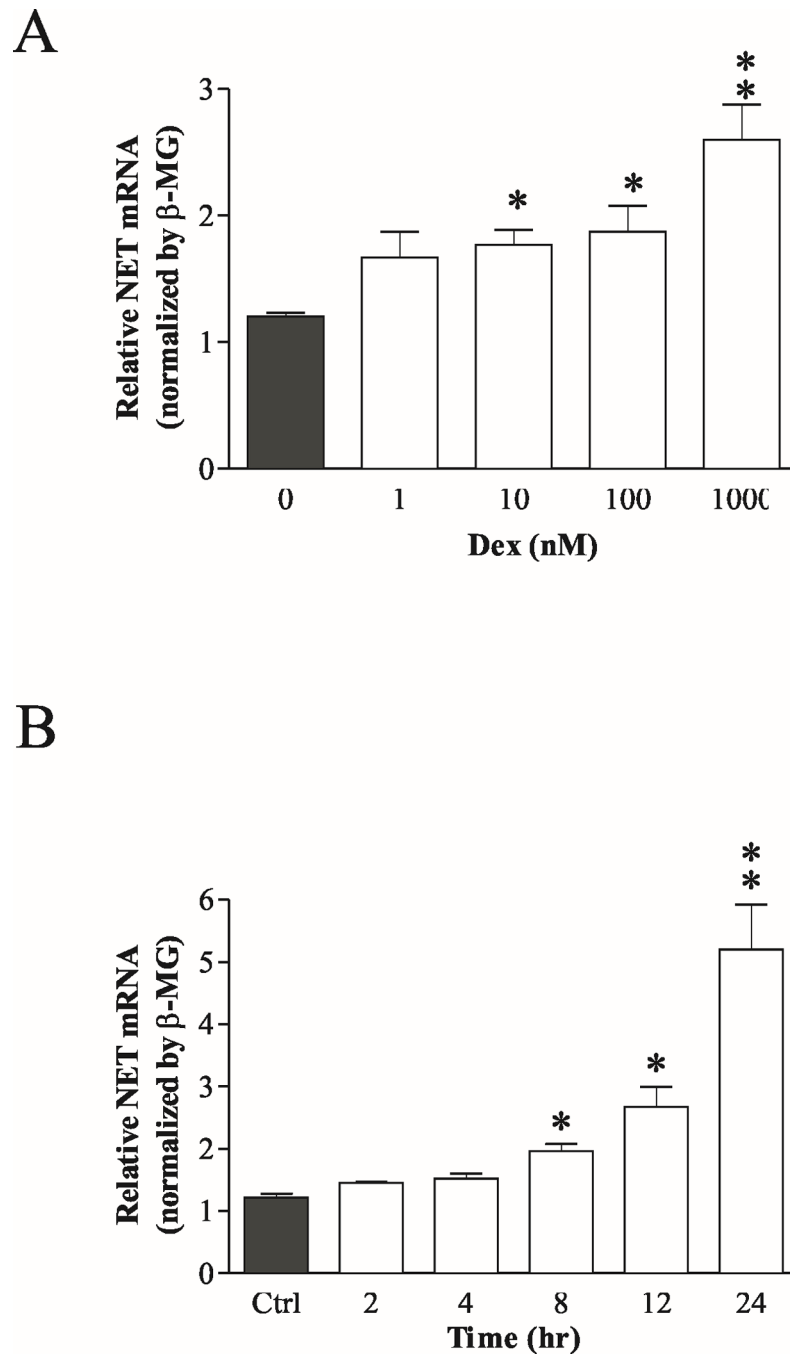 A
Relative NET mRNA
(normalized by β-MG)
3
2
1
0
*
*
*
*
0 1 10 100 1000
Dex (nM)
B
Relative NET mRNA
(normalized by β-MG)
6
5
4
3
2
1
0
*
*
*
*
Ctrl 2 4 8 12 24
Time (hr)